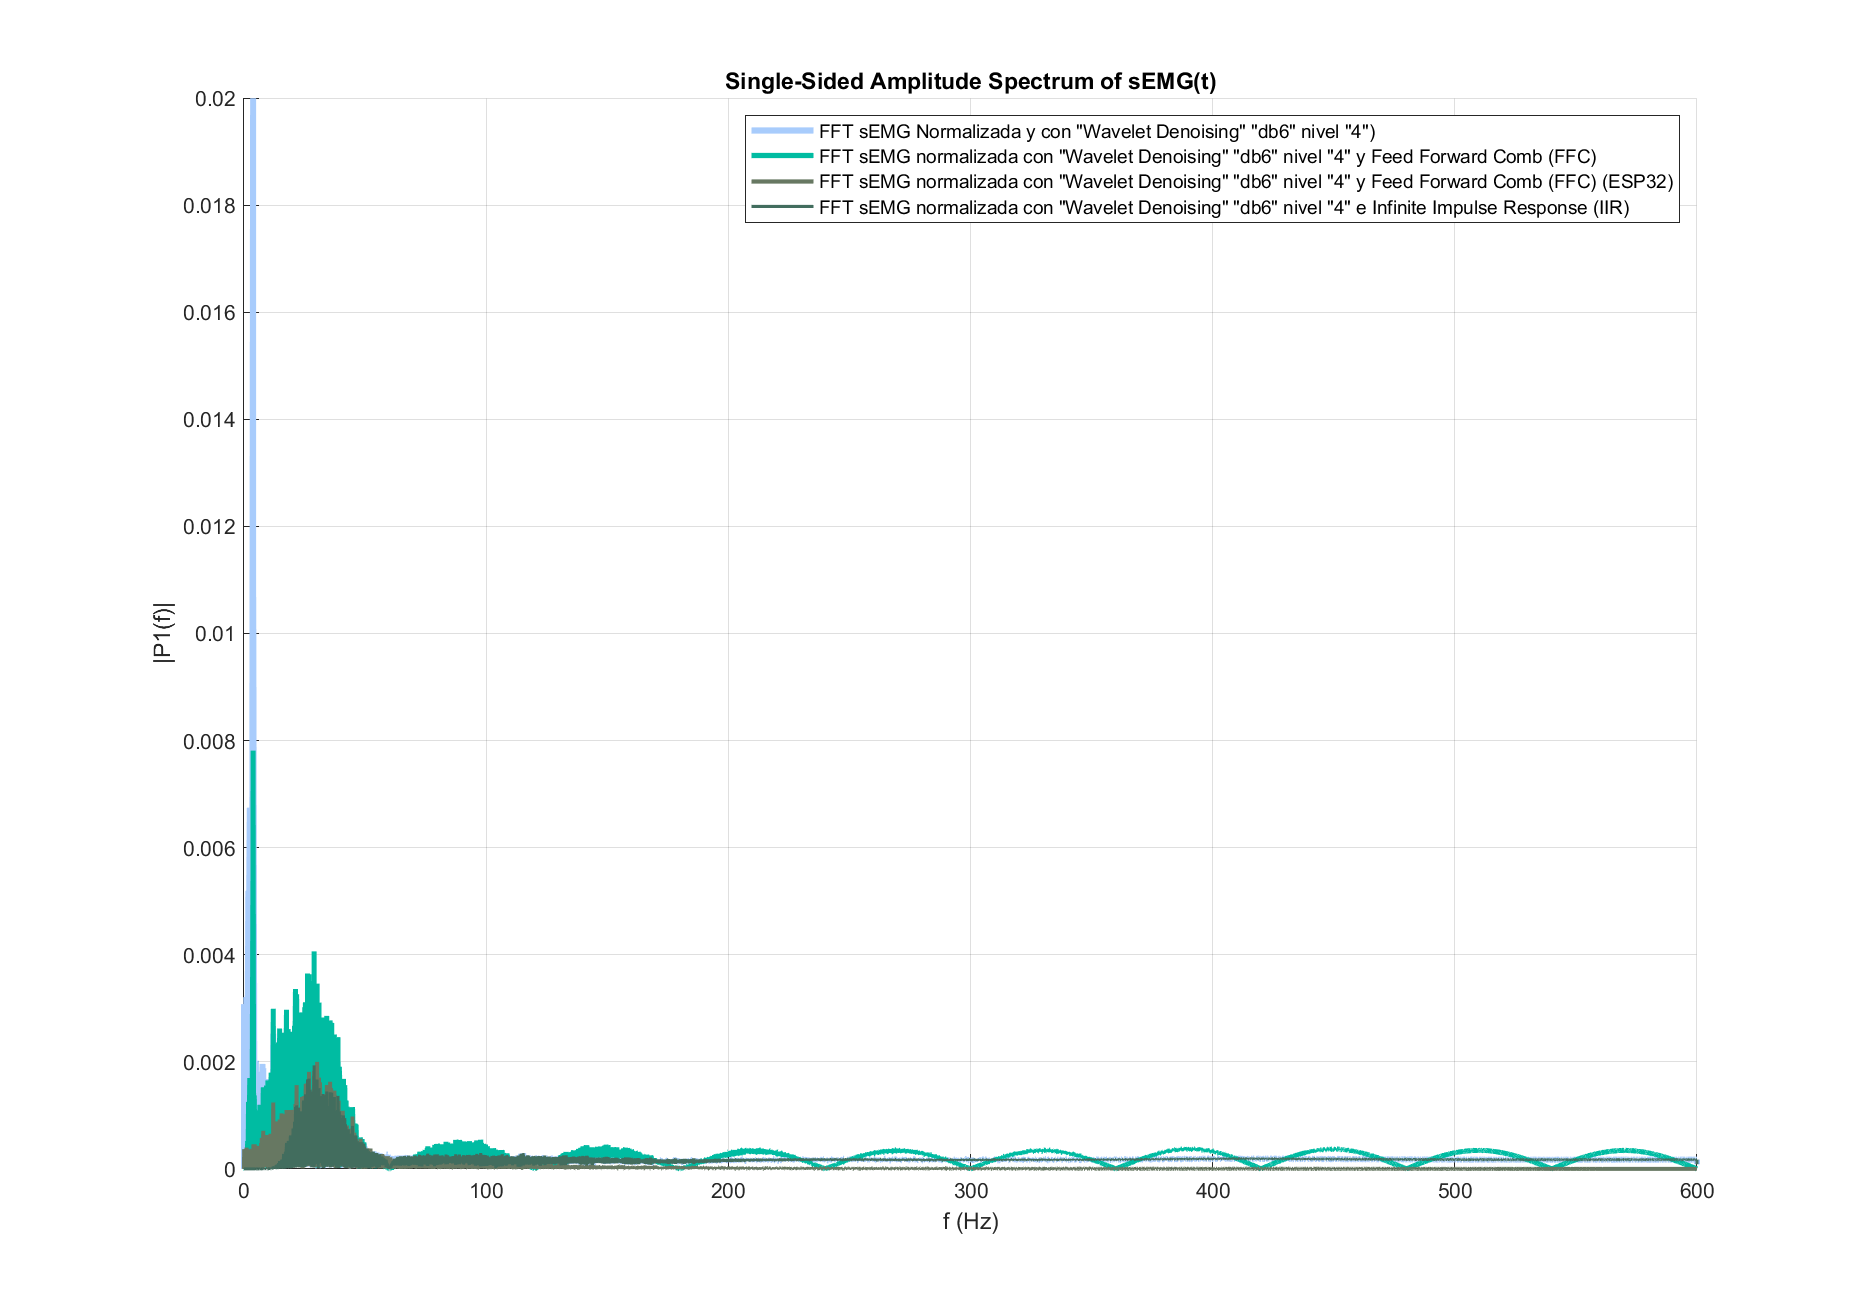 Single-Sided Amplitude Spectrum of sEMG(t)
FFT sEMG Normalizada y con "Wavelet Denoising" "db6" nivel "4")
FFT sEMG normalizada con "Wavelet Denoising" "db6" nivel "4" y Feed Forward Comb (FFC)
FFT sEMG normalizada con "Wavelet Denoising" "db6" nivel "4" y Feed Forward Comb (FFC) (ESP32)
FFT sEMG normalizada con "Wavelet Denoising" "db6" nivel "4" e Infinite Impulse Response (IIR)
0.02
0.018
0.016
0.014
0.012
0.01
0.008
0.006
0.004
0.002
0
|P1(f)|
0 100 200 300 400 500 600
f (Hz)